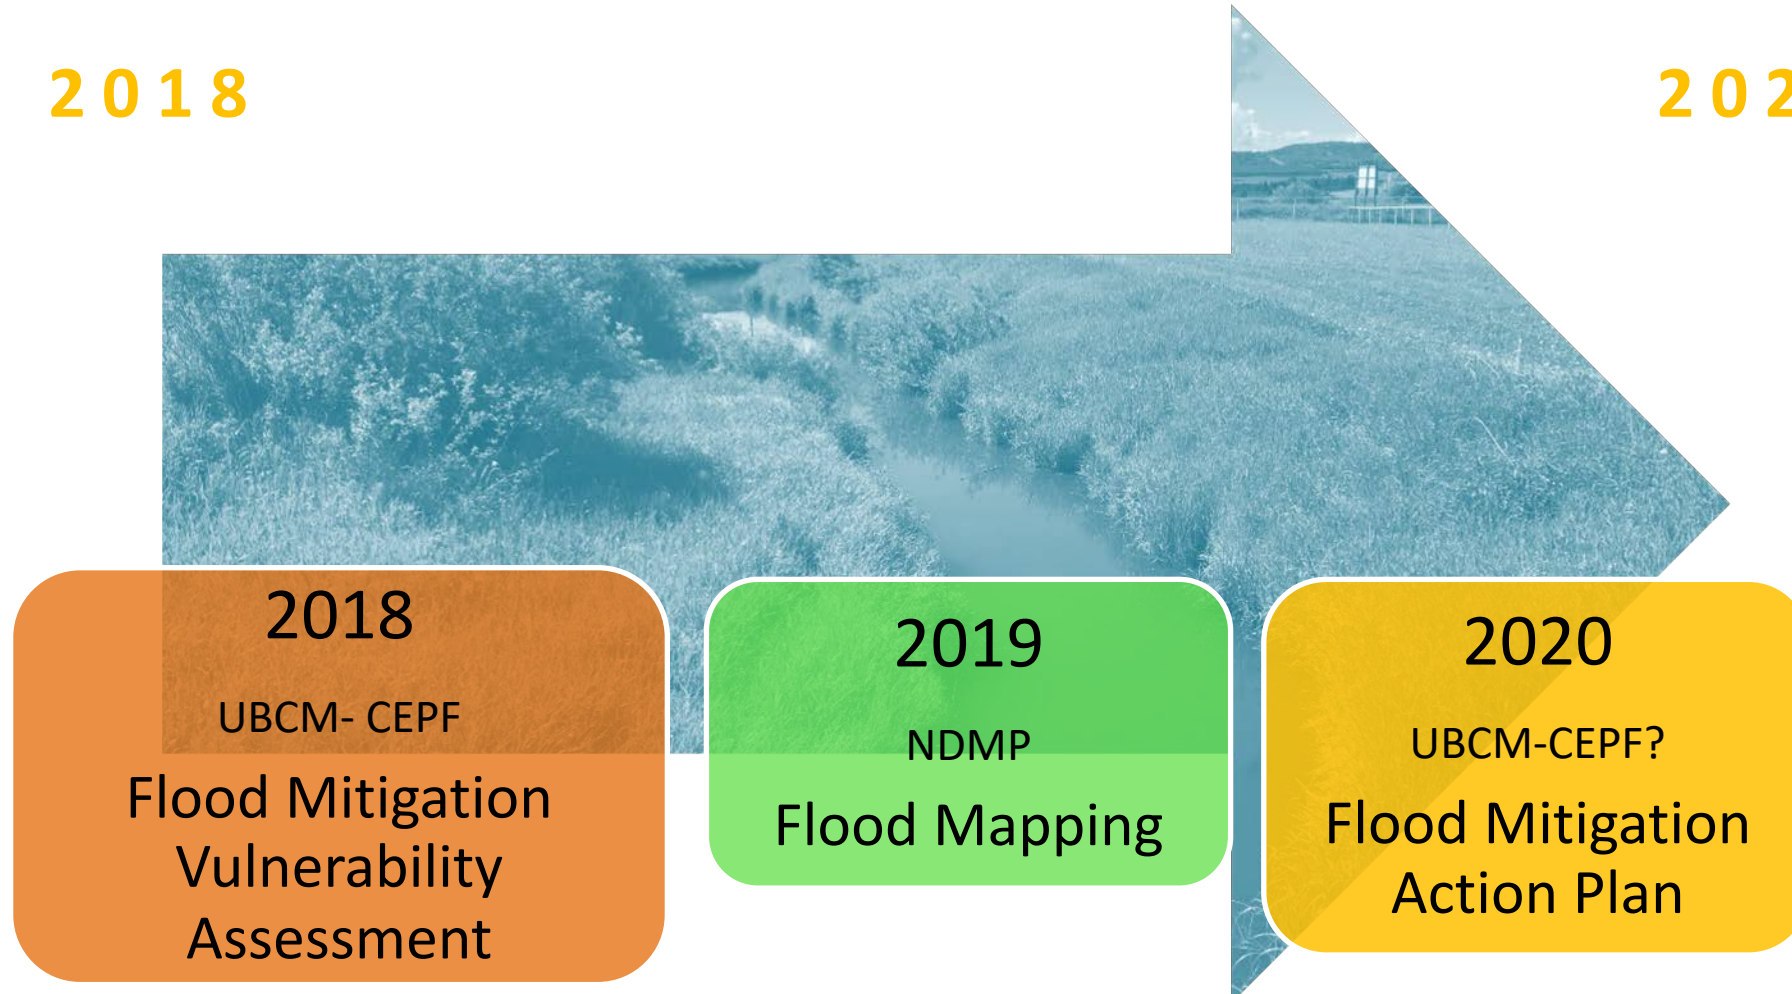 2018
202
2018
UBCM- CEPF
Flood Mitigation
Vulnerability
Assessment
2019
NDMP
Flood Mapping
2020
UBCM-CEPF?
Flood Mitigation
Action Plan